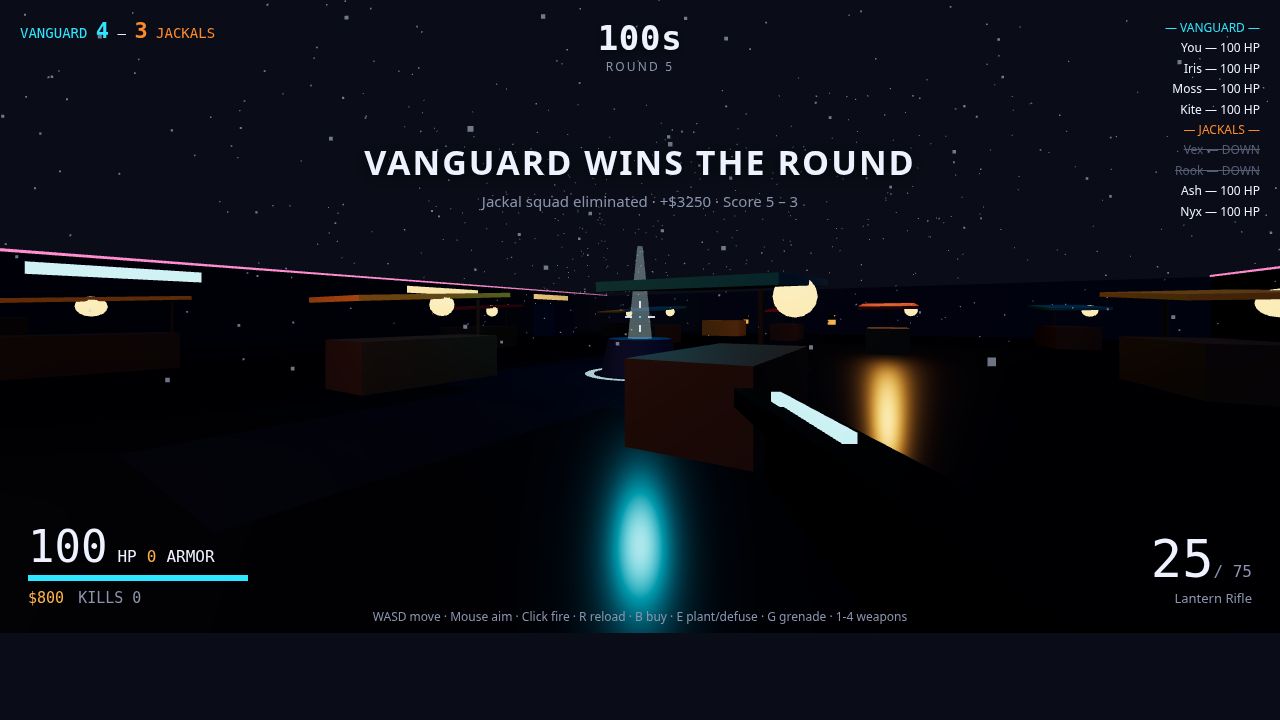 VANGUARD 4 – 3 JACKALS
100s
ROUND 5
— VANGUARD —
You — 100 HP
Iris — 100 HP
Moss — 100 HP
Kite — 100 HP
— JACKALS —
Vex — DOWN
Rook — DOWN
Ash — 100 HP
Nyx — 100 HP
VANGUARD WINS THE ROUND
Jackal squad eliminated · +$3250 · Score 5 – 3
100 HP 0 ARMOR
$800 KILLS 0
25 / 75
Lantern Rifle
WASD move · Mouse aim · Click fire · R reload · B buy · E plant/defuse · G grenade · 1-4 weapons